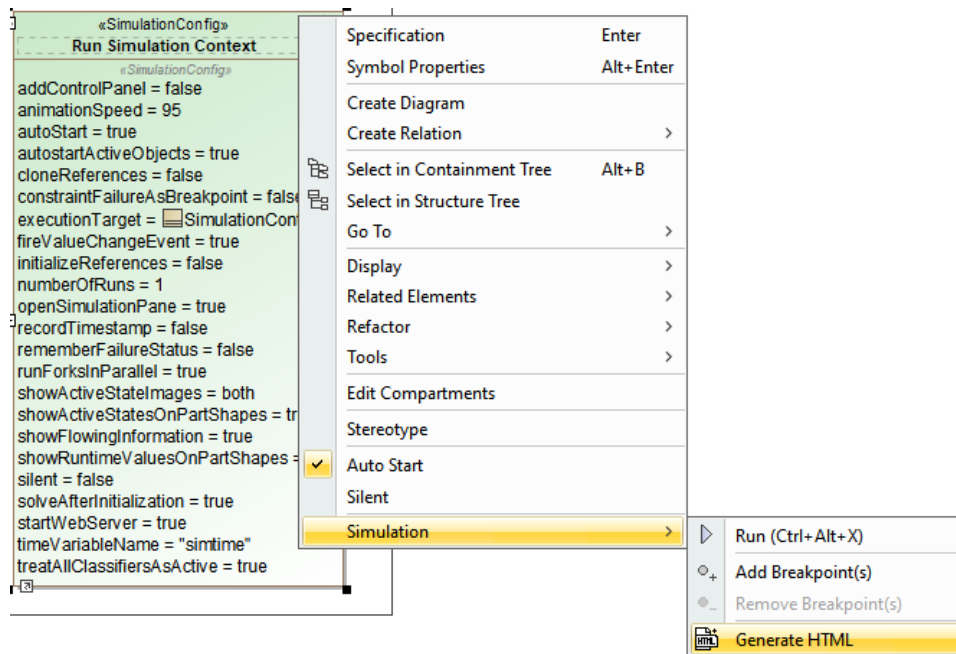 «SimulationConfig»
Run Simulation Context
«SimulationConfig»
addControlPanel = false
animationSpeed = 95
autoStart = true
autostartActiveObjects = true
cloneReferences = false
constraintFailureAsBreakpoint = false
executionTarget = SimulationCon
fireValueChangeEvent = true
initializeReferences = false
numberOfRuns = 1
openSimulationPane = true
recordTimestamp = false
rememberFailureStatus = false
runForksInParallel = true
showActiveStateImages = both
showActiveStatesOnPartShapes = tr
showFlowingInformation = true
showRuntimeValuesOnPartShapes =
silent = false
solveAfterInitialization = true
startWebServer = true
timeVariableName = "simtime"
treatAllClassifiersAsActive = true
Specification Enter
Symbol Properties Alt+Enter
Create Diagram
Create Relation
Select in Containment Tree Alt+B
Select in Structure Tree
Go To
Display
Related Elements
Refactor
Tools
Edit Compartments
Stereotype
Auto Start
Silent
Simulation
Run (Ctrl+Alt+X)
Add Breakpoint(s)
Remove Breakpoint(s)
HTML Generate HTML